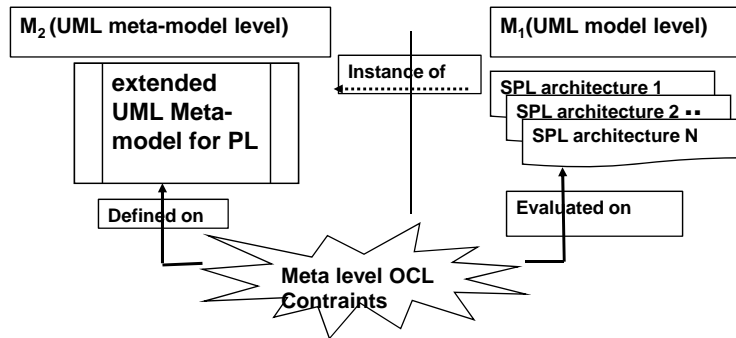 M₂ (UML meta-model level)
M₁(UML model level)
Instance of
extended
UML Meta-
model for PL
SPL architecture 1
SPL architecture 2 ..
SPL architecture N
Defined on
Evaluated on
Meta level OCL
Contraints